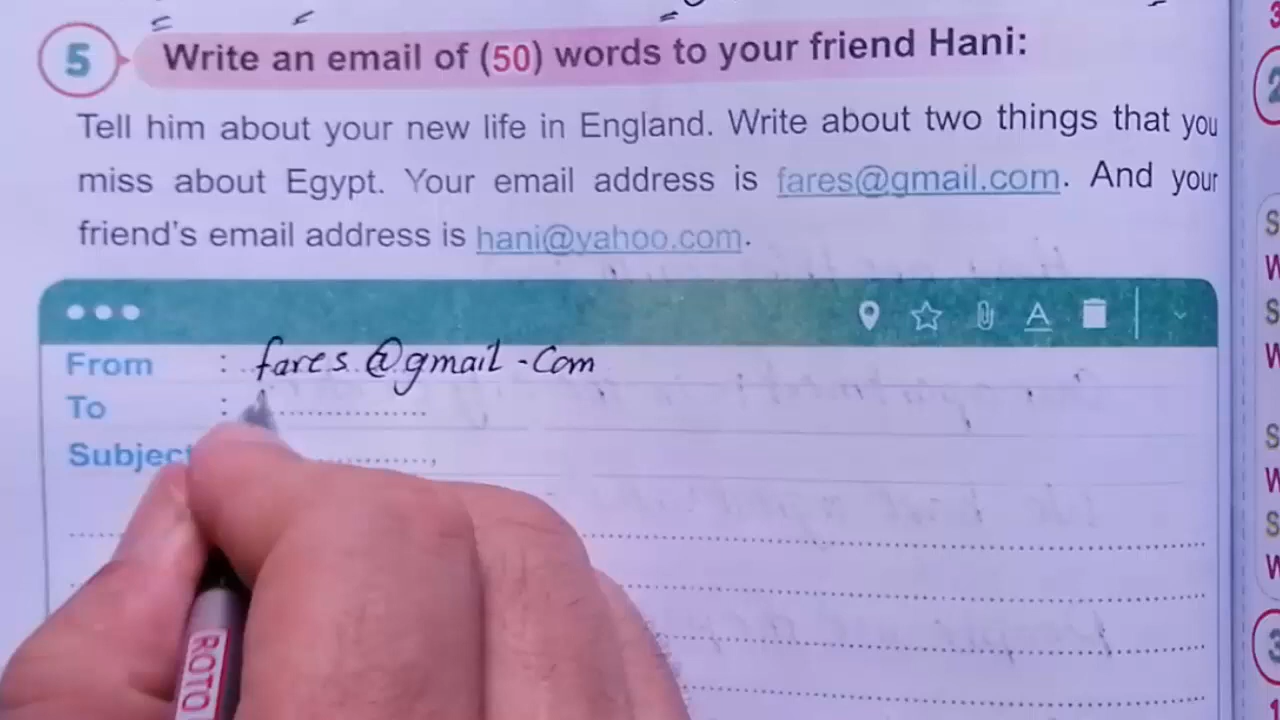 5 Write an email of (50) words to your friend Hani:
Tell him about your new life in England. Write about two things that you
miss about Egypt. Your email address is fares@gmail.com. And your
friend's email address is hani@yahoo.com.
From : fares@gmail-Com
To :
Subject
ROTO